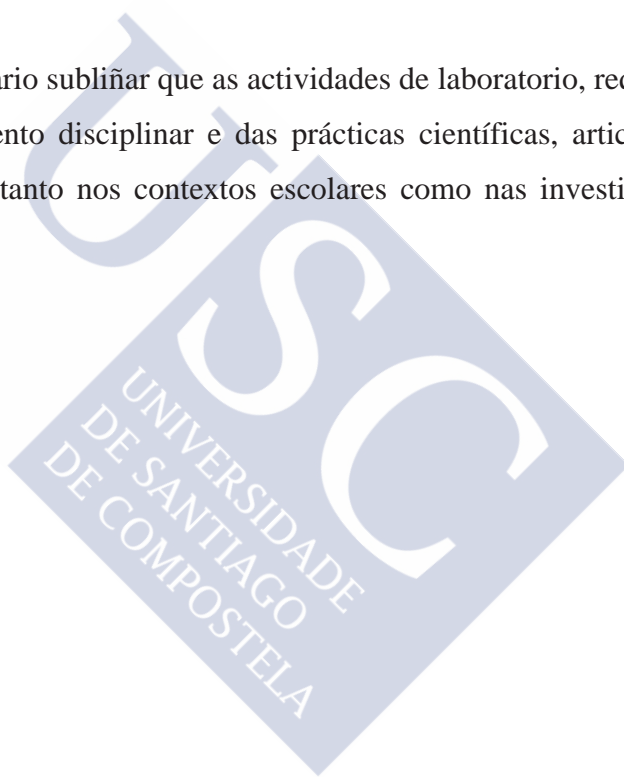 ario subliñar que as actividades de laboratorio, rec
ento disciplinar e das prácticas científicas, artic
tanto nos contextos escolares como nas investi
USC
UNIVERSIDADE
DE SANTIAGO
DE COMPOSTELA